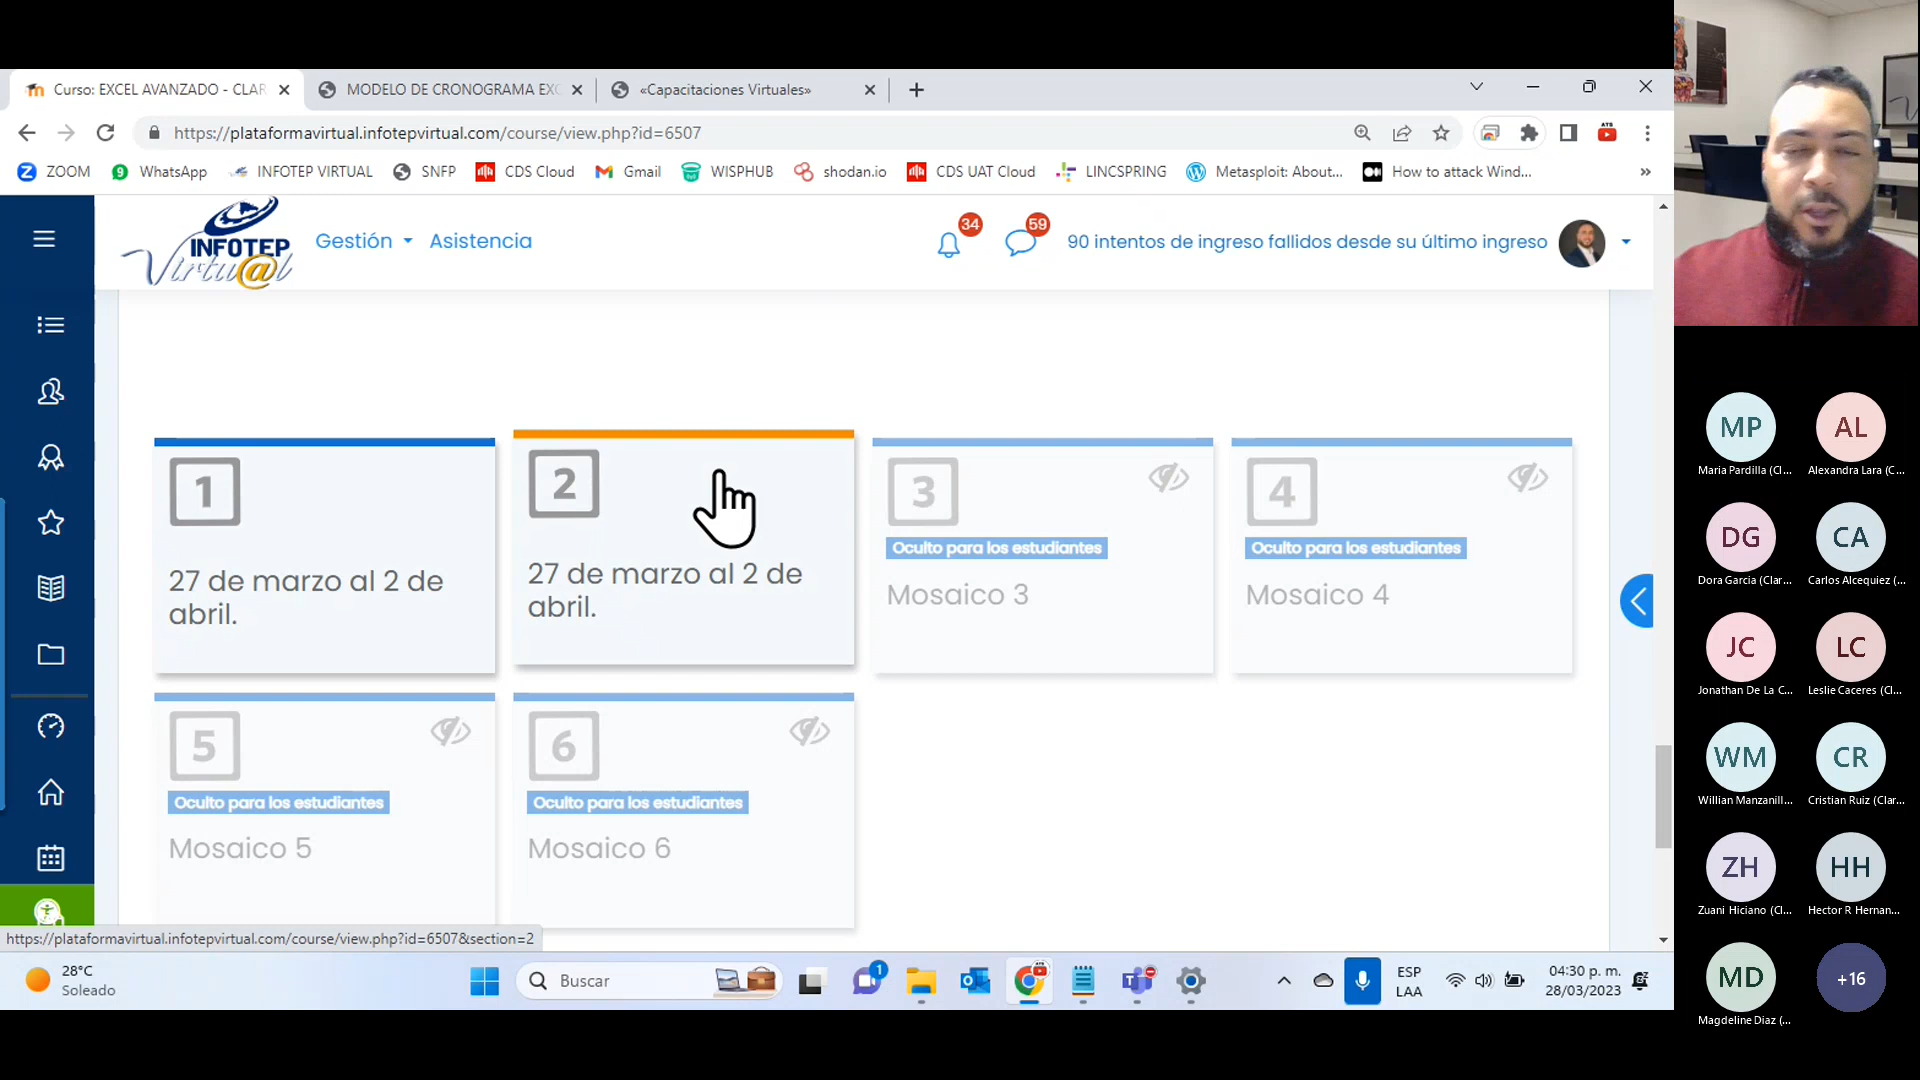 Curso: EXCEL AVANZADO - CLAR
MODELO DE CRONOGRAMA EXC
«Capacitaciones Virtuales»
https://plataformavirtual.infotepvirtual.com/course/view.php?id=6507
ZOOM
9
WhatsApp
INFOTEP VIRTUAL
SNFP
CDS Cloud
Gmail
WISPHUB
shodan.io
CDS UAT Cloud
LINCSPRING
Metasploit: About...
How to attack Wind...
»
INFOTEP
Virtu@l
Gestión
Asistencia
34
59
90 intentos de ingreso fallidos desde su último ingreso
1
27 de marzo al 2 de
abril.
2
27 de marzo al 2 de
abril.
3
Oculto para los estudiantes
Mosaico 3
4
Oculto para los estudiantes
Mosaico 4
5
Oculto para los estudiantes
Mosaico 5
6
Oculto para los estudiantes
Mosaico 6
https://plataformavirtual.infotepvirtual.com/course/view.php?id=6507&section=2
28°C
Soleado
Buscar
1
ESP
LAA
04:30 p. m.
28/03/2023
MP
Maria Pardilla (Cl...
AL
Alexandra Lara (C...
DG
Dora Garcia (Clar...
CA
Carlos Alcequiez (...
JC
Jonathan De La C...
LC
Leslie Caceres (Cl...
WM
Willian Manzanill...
CR
Cristian Ruiz (Clar...
ZH
Zuani Hiciano (Cl...
HH
Hector R Hernan...
MD
Magdeline Diaz (...
+16